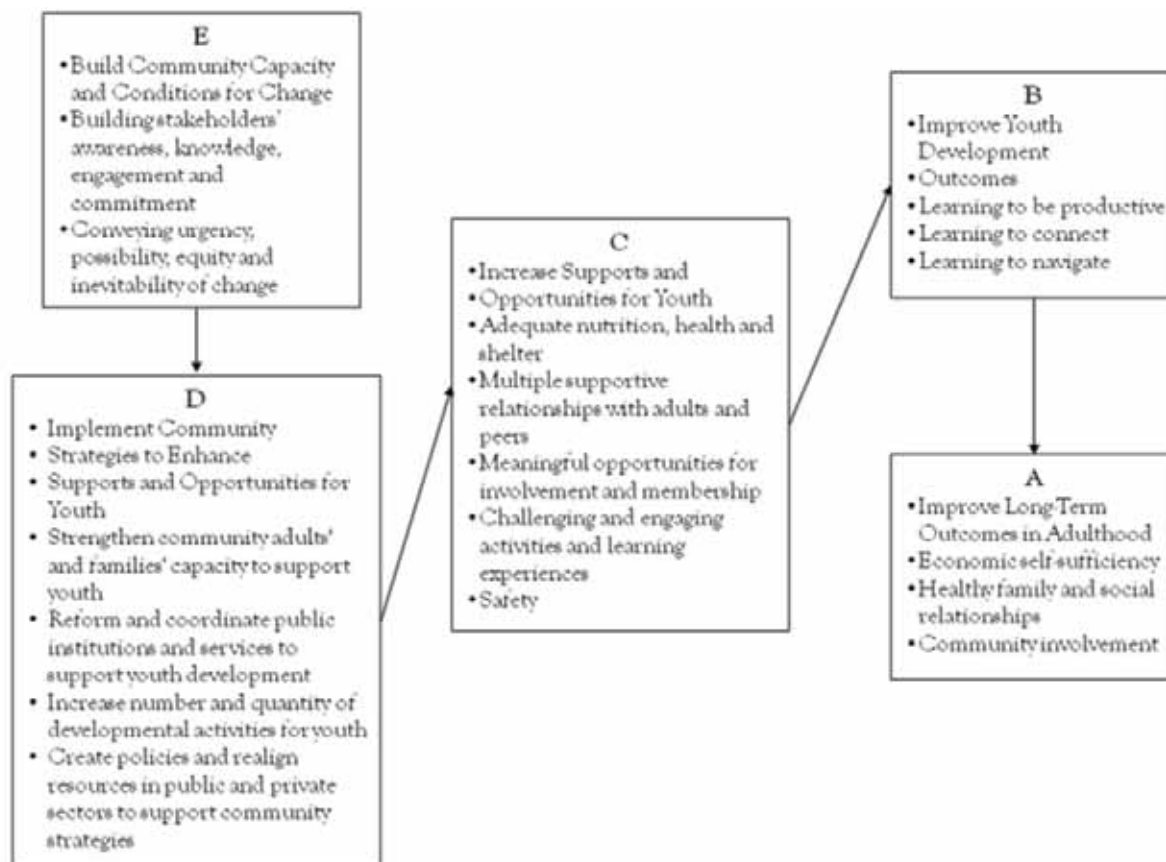 E
•Build Community Capacity
and Conditions for Change
•Building stakeholders'
awareness, knowledge,
engagement and
commitment
•Conveying urgency,
possibility, equity and
inevitability of change
D
• Implement Community
• Strategies to Enhance
• Supports and Opportunities for
Youth
• Strengthen community adults'
and families' capacity to support
youth
• Reform and coordinate public
institutions and services to
support youth development
• Increase number and quantity of
developmental activities for youth
• Create policies and realign
resources in public and private
sectors to support community
strategies
C
•Increase Supports and
•Opportunities for Youth
•Adequate nutrition, health and
shelter
•Multiple supportive
relationships with adults and
peers
•Meaningful opportunities for
involvement and membership
•Challenging and engaging
activities and learning
experiences
•Safety
B
•Improve Youth
Development
•Outcomes
•Learning to be productive
•Learning to connect
•Learning to navigate
A
•Improve Long-Term
Outcomes in Adulthood
•Economic self-sufficiency
•Healthy family and social
relationships
•Community involvement